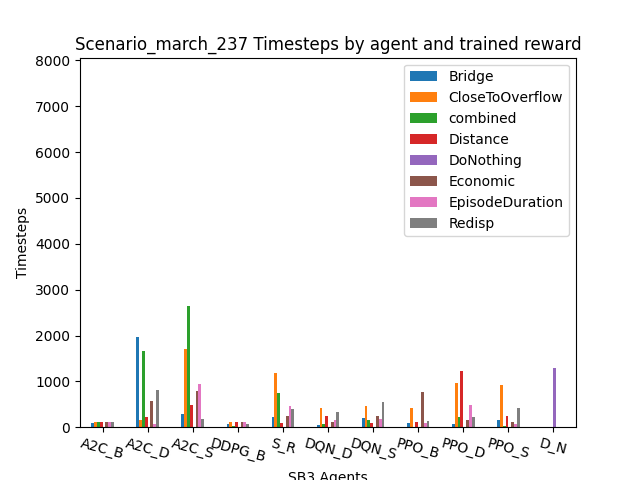 Scenario_march_237 Timesteps by agent and trained reward
8000
7000
6000
5000
4000
3000
2000
1000
0
Timesteps
Bridge
CloseToOverflow
combined
Distance
DoNothing
Economic
EpisodeDuration
Redisp
A2C_B
A2C_D
A2C_S
DDPG_B
S_R
DQN_D
DQN_S
PPO_B
PPO_D
PPO_S
D_N
SB3 Agents